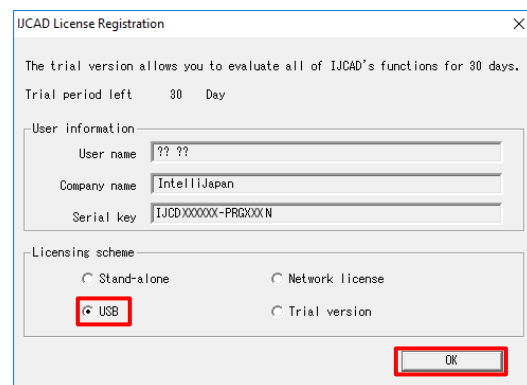 IJCAD License Registration
The trial version allows you to evaluate all of IJCAD's functions for 30 days.
Trial period left 30 Day
User information
User name ?? ??
Company name IntelliJapan
Serial key IJCDXXXXXX-PRGXXXN
Licensing scheme
Stand-alone Network license
USB Trial version
OK